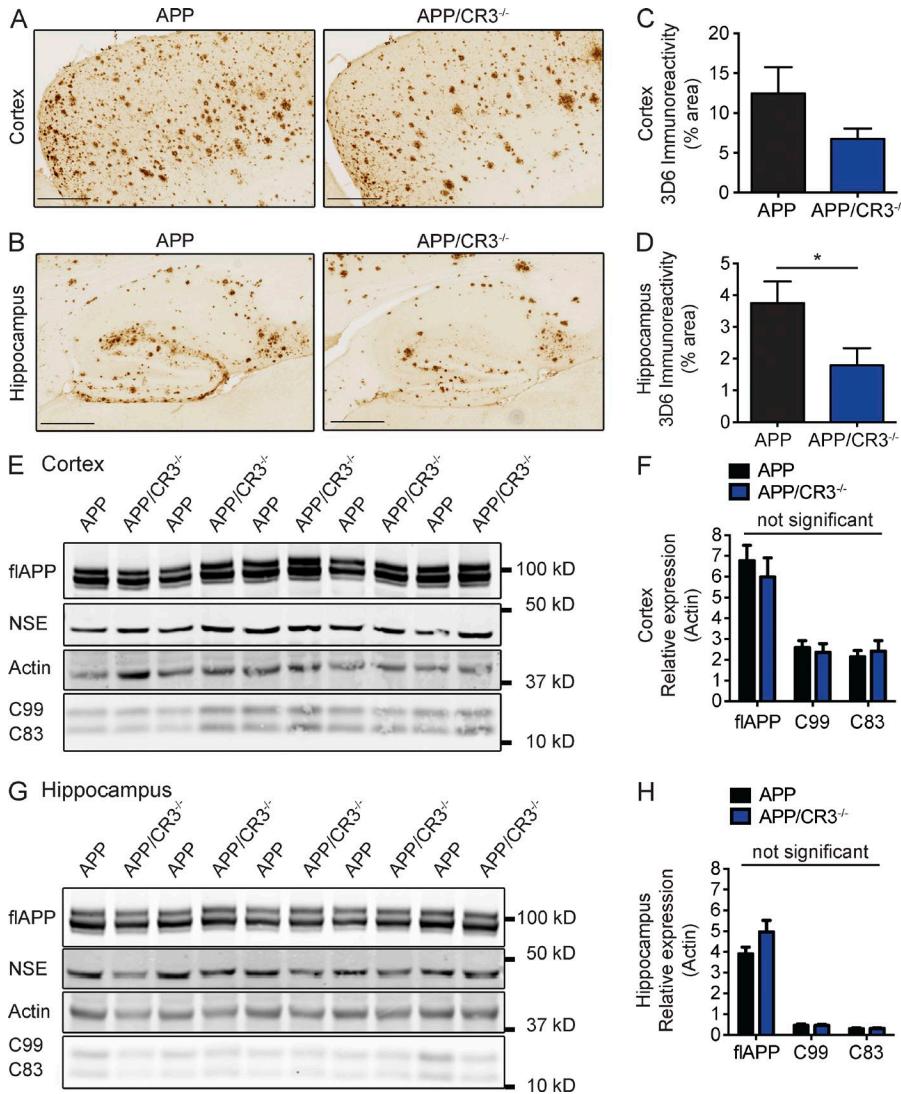 A
APP
APP/CR3-/-
Cortex
B
APP
APP/CR3-/-
Hippocampus
C
Cortex
3D6 Immunoreactivity
(% area)
20
15
10
5
0
APP
APP/CR3-/-
D
Hippocampus
3D6 Immunoreactivity
(% area)
5
4
3
2
1
0
*
APP
APP/CR3-/-
E Cortex
APP
APP/CR3-/-
APP
APP/CR3-/-
APP
APP/CR3-/-
APP
APP/CR3-/-
APP
APP/CR3-/-
flAPP
100 kD
50 kD
NSE
Actin
37 kD
C99
C83
10 kD
F
APP
APP/CR3-/-
not significant
Cortex
Relative expression
(Actin)
8
7
6
5
4
3
2
1
0
flAPP
C99
C83
G Hippocampus
APP
APP/CR3-/-
APP
APP/CR3-/-
APP
APP/CR3-/-
APP
APP/CR3-/-
APP
APP/CR3-/-
flAPP
100 kD
50 kD
NSE
Actin
37 kD
C99
C83
10 kD
H
APP
APP/CR3-/-
not significant
Hippocampus
Relative expression
(Actin)
8
7
6
5
4
3
2
1
0
flAPP
C99
C83